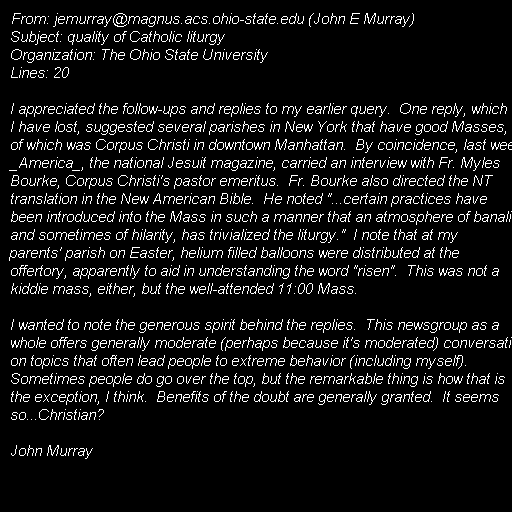 From: jemurray@magnus.acs.ohio-state.edu (John E Murray)
Subject: quality of Catholic liturgy
Organization: The Ohio State University
Lines: 20

I appreciated the follow-ups and replies to my earlier query.  One reply, which
I have lost, suggested several parishes in New York that have good Masses,
of which was Corpus Christi in downtown Manhattan.  By coincidence, last wee
_America_, the national Jesuit magazine, carried an interview with Fr. Myles
Bourke, Corpus Christi's pastor emeritus.  Fr. Bourke also directed the NT
translation in the New American Bible.  He noted "...certain practices have
been introduced into the Mass in such a manner that an atmosphere of banali
and sometimes of hilarity, has trivialized the liturgy."  I note that at my
parents' parish on Easter, helium filled balloons were distributed at the
offertory, apparently to aid in understanding the word "risen".  This was not a
kiddie mass, either, but the well-attended 11:00 Mass.

I wanted to note the generous spirit behind the replies.  This newsgroup as a
whole offers generally moderate (perhaps because it's moderated) conversati
on topics that often lead people to extreme behavior (including myself).
Sometimes people do go over the top, but the remarkable thing is how that is
the exception, I think.  Benefits of the doubt are generally granted.  It seems
so...Christian?

John Murray